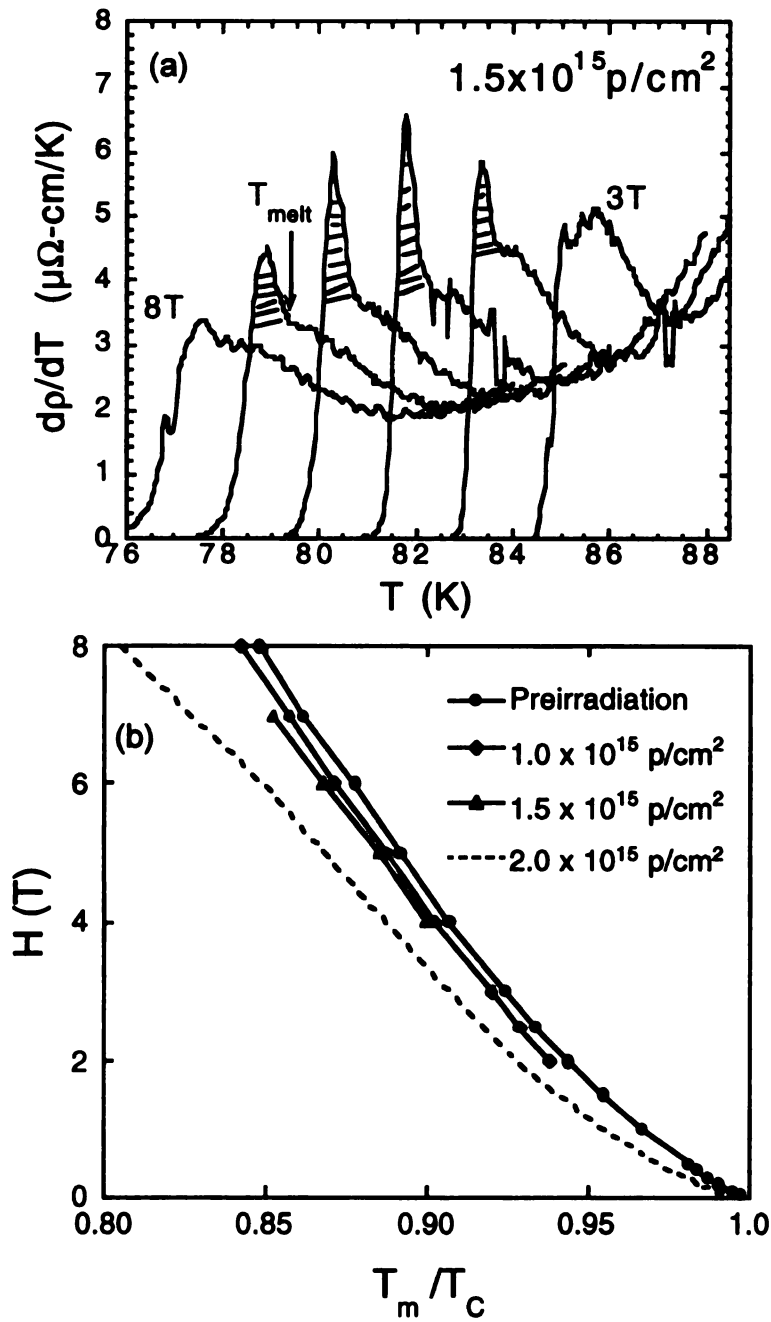 8
(a)
1.5x10¹⁵p/cm²
7
6
T melt
3T
5
dρ/dT (μΩ-cm/K)
4
8T
3
2
1
0
76 78 80 82 84 86 88
T (K)
8
(b)
Preirradiation
1.0 x 10¹⁵ p/cm²
6
1.5 x 10¹⁵ p/cm²
2.0 x 10¹⁵ p/cm²
H (T)
4
2
0
0.80 0.85 0.90 0.95 1.0
Tₘ/T_C